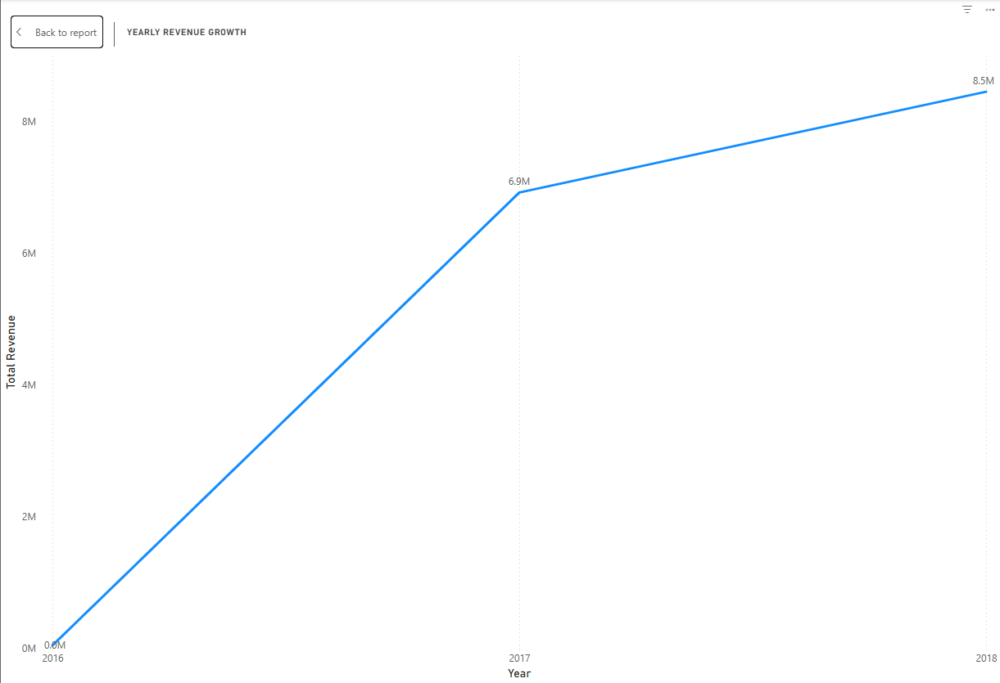 Back to report
YEARLY REVENUE GROWTH
8.5M
8M
6.9M
6M
Total Revenue
4M
2M
0M
0.0M
2016
2017
2018
Year